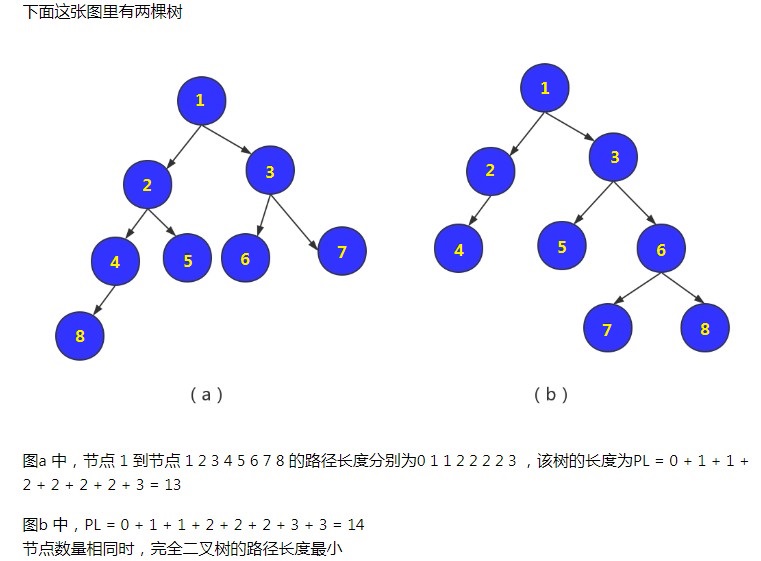 下面这张图里有两棵树
1
2
3
4
5
6
7
8
(a)
1
2
3
4
5
6
7
8
(b)
图a 中，节点 1 到节点 1 2 3 4 5 6 7 8 的路径长度分别为0 1 1 2 2 2 2 3 ，该树的长度为PL = 0 + 1 + 1 +
2 + 2 + 2 + 2 + 3 = 13
图b 中，PL = 0 + 1 + 1 + 2 + 2 + 2 + 3 + 3 = 14
节点数量相同时，完全二叉树的路径长度最小